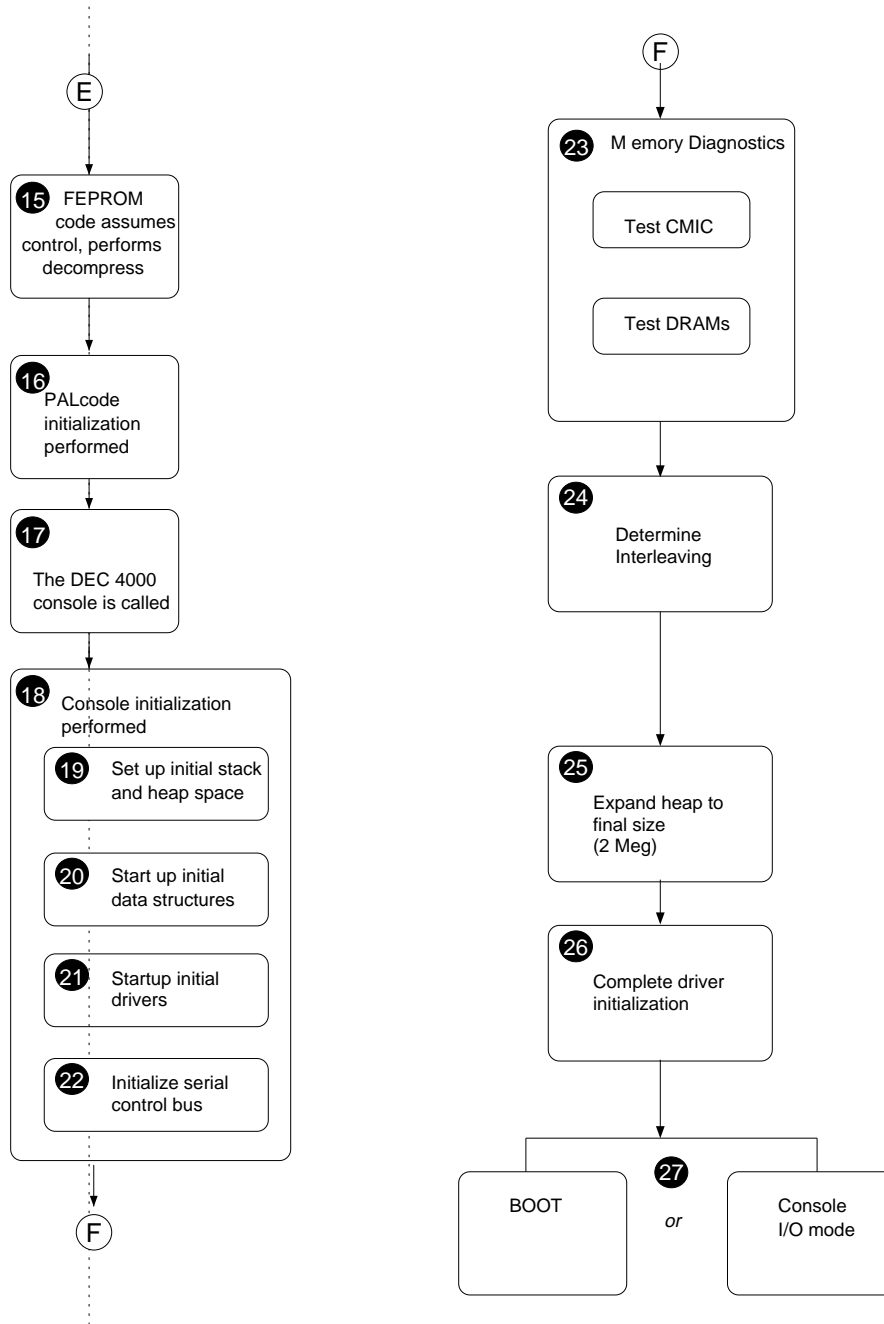 E
15 FEPROM
code assumes
control, performs
decompress
16
PALcode
initialization
performed
17
The DEC 4000
console is called
18
Console initialization
performed
19 Set up initial stack
and heap space
20 Start up initial
data structures
21 Startup initial
drivers
22 Initialize serial
control bus
F
F
23 M emory Diagnostics
Test CMIC
Test DRAMs
24
Determine
Interleaving
25
Expand heap to
final size
(2 Meg)
26
Complete driver
initialization
27
BOOT
or
Console
I/O mode